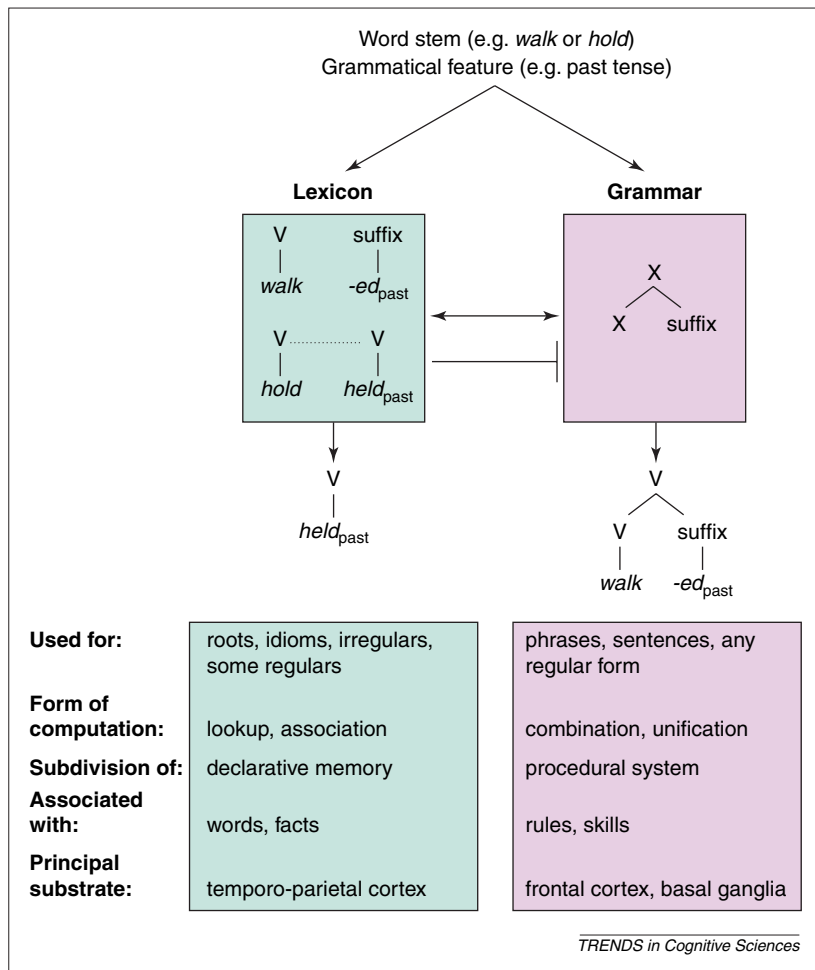 Word stem (e.g. walk or hold)
Grammatical feature (e.g. past tense)
Lexicon
Grammar
V suffix
walk -edpast
V V
hold heldpast
X
X suffix
V
heldpast
V
V suffix
walk -edpast
Used for:
roots, idioms, irregulars,
some regulars
phrases, sentences, any
regular form
Form of
computation:
lookup, association
combination, unification
Subdivision of:
declarative memory
procedural system
Associated
with:
words, facts
rules, skills
Principal
substrate:
temporo-parietal cortex
frontal cortex, basal ganglia
TRENDS in Cognitive Sciences